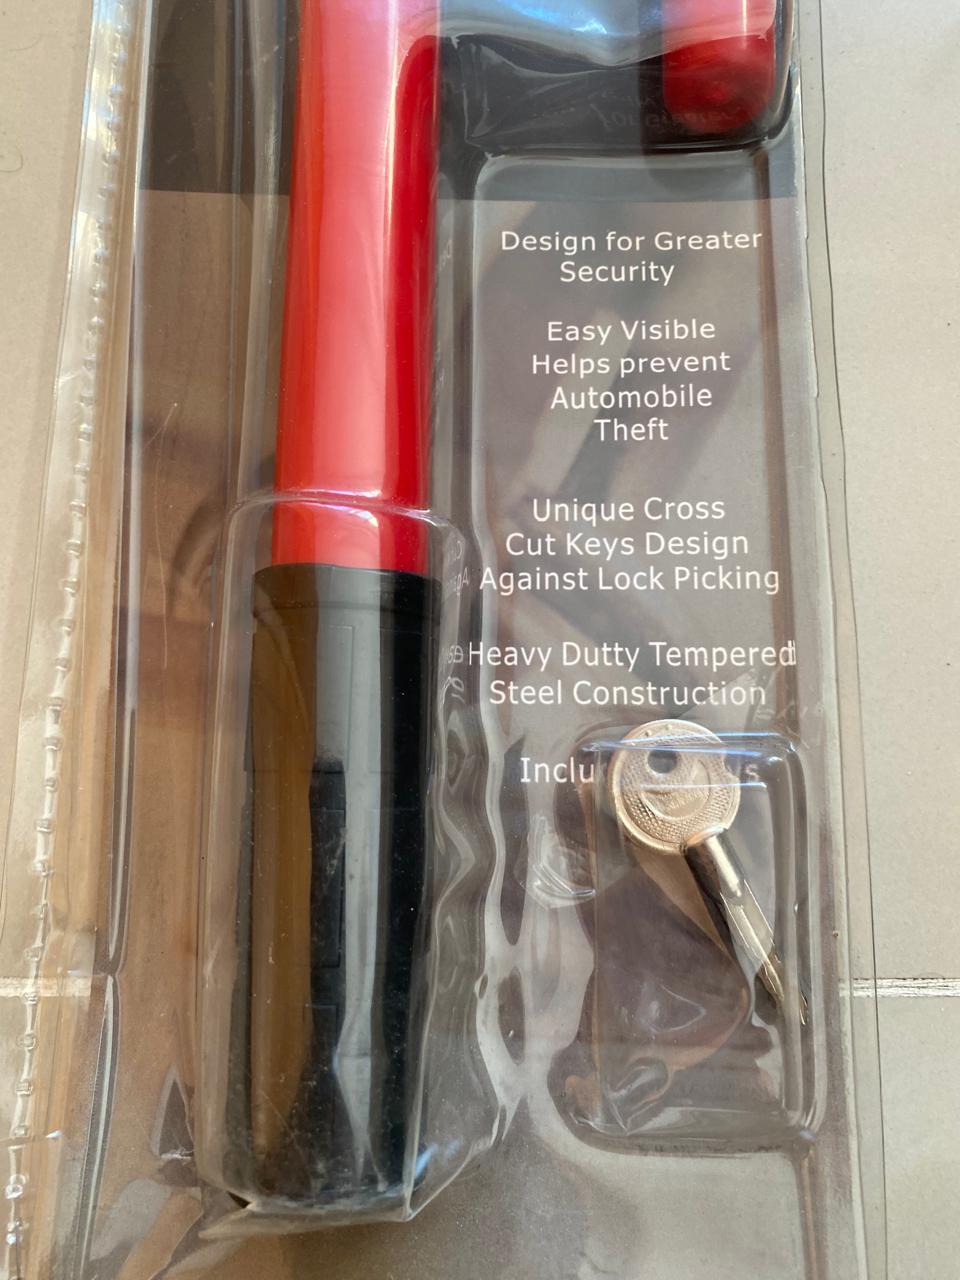 Design for Greater
Security
Easy Visible
Helps prevent
Automobile
Theft
Unique Cross
Cut Keys Design
Against Lock Picking
Heavy Dutty Tempered
Steel Construction